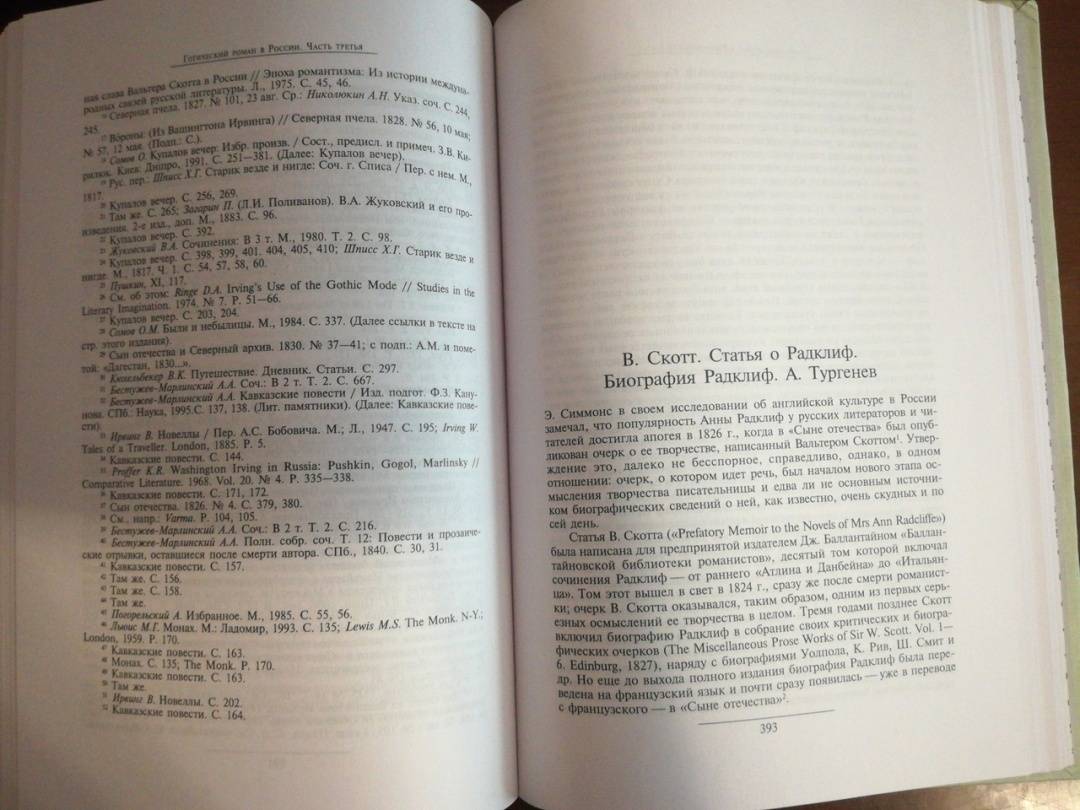 Готический роман в России. Часть третья
ная слава Вальтера Скотта в России // Эпоха романтизма: Из истории междуна-
родных связей русской литературы. Л., 1975. С. 45, 46.
Северная пчела. 1827. № 101, 23 авг. Ср.: Николюкин А.Н. Указ. соч. С. 244,
245.
Вороны: (Из Вашингтона Ирвинга) // Северная пчела. 1828. № 56, 10 мая;
№ 57, 12 мая. (Подп.: С.).
Сомов О. Купалов вечер: Избр. произв. / Сост., предисл. и примеч. З.В. Ки-
рилюк. Киев: Дніпро, 1991. С. 251—381. (Далее: Купалов вечер).
Рус. пер.: Шписс Х.Г. Старик везде и нигде: Соч. г. Списа / Пер. с нем. М.,
1817.
Купалов вечер. С. 256, 269.
Там же. С. 265; Загарин П. (Л.И. Поливанов). В.А. Жуковский и его про-
изведения. 2-е изд., доп. М., 1883. С. 96.
Купалов вечер. С. 392.
Жуковский В.А. Сочинения: В 3 т. М., 1980. Т. 2. С. 98.
Купалов вечер. С. 398, 399, 401. 404, 405, 410; Шписс Х.Г. Старик везде и
нигде. М., 1817. Ч. 1. С. 54, 57, 58, 60.
Пушкин, XI, 117.
См. об этом: Ringe D.A. Irving's Use of the Gothic Mode // Studies in the
Literary Imagination. 1974. № 7. P. 51—66.
Купалов вечер. С. 203, 204.
Сомов О.М. Были и небылицы. М., 1984. С. 337. (Далее ссылки в тексте на
стр. этого издания).
Сын отечества и Северный архив. 1830. № 37—41; с подп.: А.М. и поме-
той: «Дагестан, 1830...».
Кюхельбекер В.К. Путешествие. Дневник. Статьи. С. 297.
Бестужев-Марлинский А.А. Соч.: В 2 т. Т. 2. С. 667.
Бестужев-Марлинский А.А. Кавказские повести / Изд. подгот. Ф.З. Кану-
нова. СПб.: Наука, 1995.С. 137, 138. (Лит. памятники). (Далее: Кавказские пове-
сти).
Ирвинг В. Новеллы / Пер. А.С. Бобовича. М.; Л., 1947. С. 195; Irving W.
Tales of a Traveller. London, 1885. P. 5.
Кавказские повести. С. 144.
Proffer K.R. Washington Irving in Russia: Pushkin, Gogol, Marlinsky //
Comparative Literature. 1968. Vol. 20. № 4. P. 335—338.
Кавказские повести. С. 171, 172.
³⁷ Сын отечества. 1826. № 4. С. 379, 380.
³⁸ См., напр.: Varma. P. 104, 105.
³⁹ Бестужев-Марлинский А.А. Соч.: В 2 т. Т. 2. С. 216.
⁴⁰ Бестужев-Марлинский А.А. Полн. собр. соч. Т. 12: Повести и прозаиче-
ские отрывки, оставшиеся после смерти автора. СПб., 1840. С. 30, 31.
⁴¹ Кавказские повести. С. 157.
⁴² Там же. С. 156.
⁴³ Там же. С. 158.
⁴⁴ Там же.
⁴⁵ Погорельский А. Избранное. М., 1985. С. 55, 56.
⁴⁶ Льюис М.Г. Монах. М.: Ладомир, 1993. С. 135; Lewis M.S. The Monk. N-Y.;
London, 1959. P. 170.
⁴⁷ Кавказские повести. С. 163.
⁴⁸ Монах. С. 135; The Monk. P. 170.
⁴⁹ Кавказские повести. С. 163.
⁵⁰ Там же.
⁵¹ Ирвинг В. Новеллы. С. 202.
⁵² Кавказские повести. С. 164.
В. Скотт. Статья о Радклиф.
Биография Радклиф. А. Тургенев
Э. Симмонс в своем исследовании об английской культуре в России
замечал, что популярность Анны Радклиф у русских литераторов и чи-
тателей достигла апогея в 1826 г., когда в «Сыне отечества» был опуб-
ликован очерк о ее творчестве, написанный Вальтером Скоттом¹. Утвер-
ждение это, далеко не бесспорное, справедливо, однако, в одном
отношении: очерк, о котором идет речь, был началом нового этапа ос-
мысления творчества писательницы и едва ли не основным источни-
ком биографических сведений о ней, как известно, очень скудных и по
сей день.
Статья В. Скотта («Prefatory Memoir to the Novels of Mrs Ann Radcliffe»)
была написана для предпринятой издателем Дж. Баллантайном «Баллан-
тайновской библиотеки романистов», десятый том которой включал
сочинения Радклиф — от раннего «Атлина и Данбейна» до «Итальян-
ца». Том этот вышел в свет в 1824 г., сразу же после смерти романист-
ки; очерк В. Скотта оказывался, таким образом, одним из первых серь-
езных осмыслений ее творчества в целом. Тремя годами позднее Скотт
включил биографию Радклиф в собрание своих критических и биогра-
фических очерков (The Miscellaneous Prose Works of Sir W. Scott. Vol. 1—
6. Edinburg, 1827), наряду с биографиями Уолпола, К. Рив, Ш. Смит и
др. Но еще до выхода полного издания биография Радклиф была пере-
ведена на французский язык и почти сразу появилась — уже в переводе
с французского — в «Сыне отечества»².
393